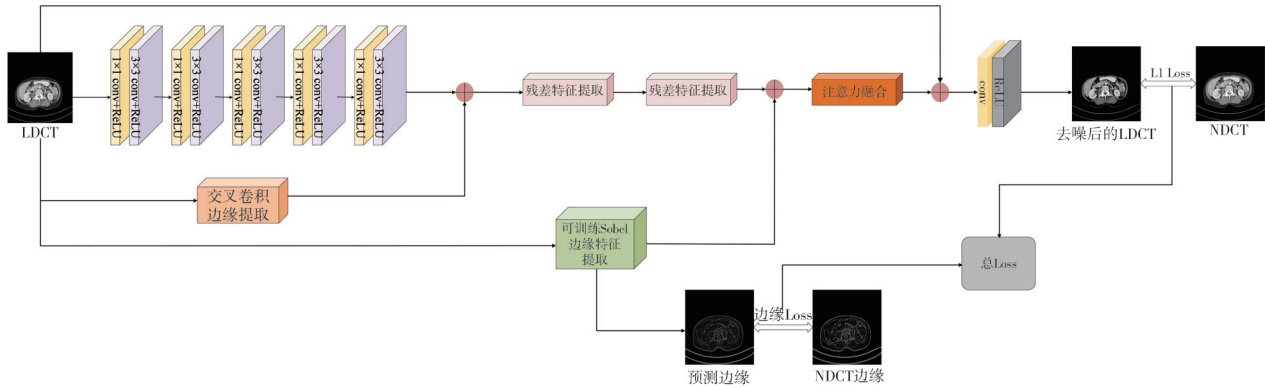 LDCT
1×1 conv+ReLU
3×3 conv+ReLU
1×1 conv+ReLU
3×3 conv+ReLU
1×1 conv+ReLU
3×3 conv+ReLU
1×1 conv+ReLU
3×3 conv+ReLU
1×1 conv+ReLU
3×3 conv+ReLU
残差特征提取
残差特征提取
注意力融合
conv
ReLU
去噪后的LDCT
L1 Loss
NDCT
交叉卷积
边缘提取
可训练Sobel
边缘特征
提取
总Loss
预测边缘
边缘Loss
NDCT边缘